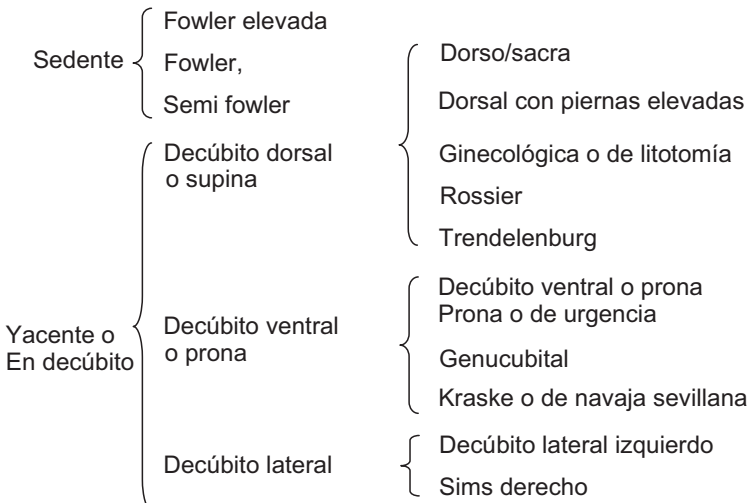 Sedente
Fowler elevada
Fowler,
Semi fowler
Yacente o
En decúbito
Decúbito dorsal
o supina
Dorso/sacra
Dorsal con piernas elevadas
Ginecológica o de litotomía
Rossier
Trendelenburg
Decúbito ventral
o prona
Decúbito ventral o prona
Prona o de urgencia
Genucubital
Kraske o de navaja sevillana
Decúbito lateral
Decúbito lateral izquierdo
Sims derecho